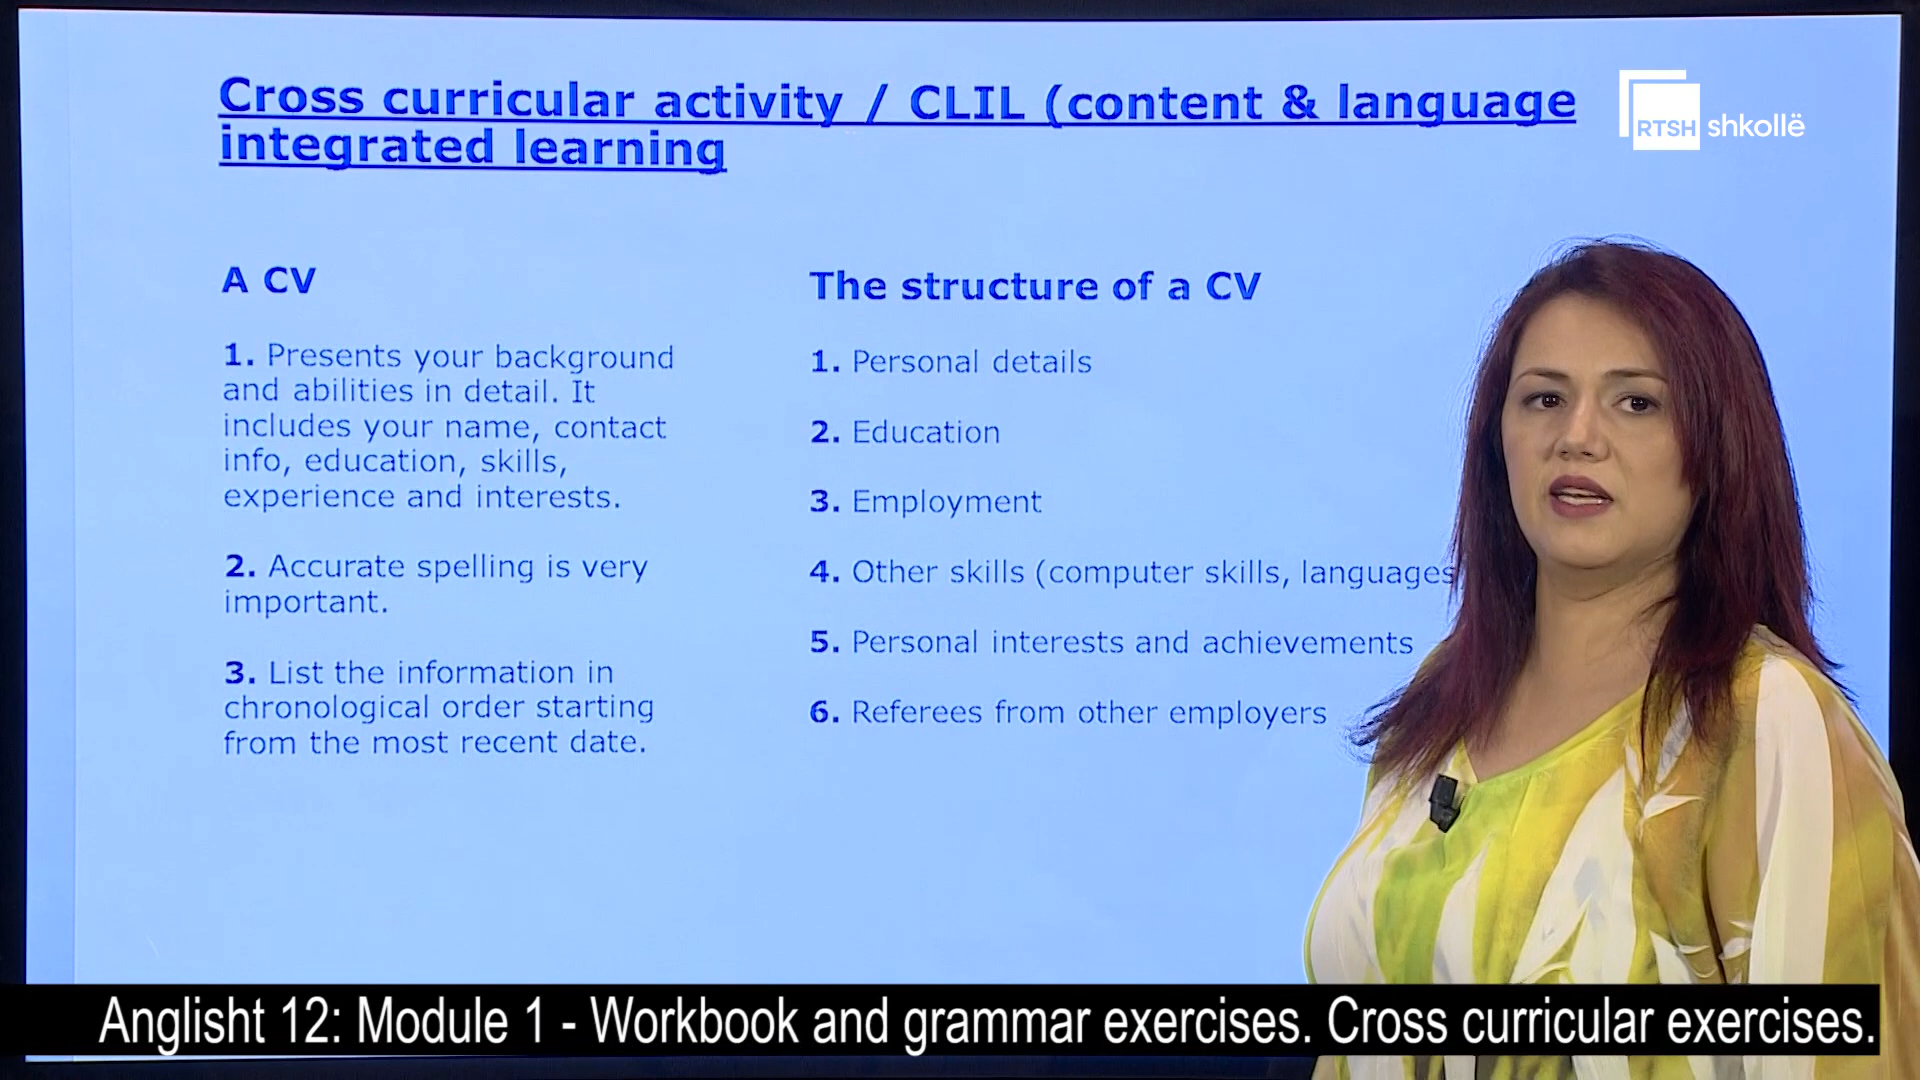 Cross curricular activity / CLIL (content & language
integrated learning
RTSH shkollë
A CV
1. Presents your background
and abilities in detail. It
includes your name, contact
info, education, skills,
experience and interests.
2. Accurate spelling is very
important.
3. List the information in
chronological order starting
from the most recent date.
The structure of a CV
1. Personal details
2. Education
3. Employment
4. Other skills (computer skills, languages
5. Personal interests and achievements
6. Referees from other employers
Anglisht 12: Module 1 - Workbook and grammar exercises. Cross curricular exercises.